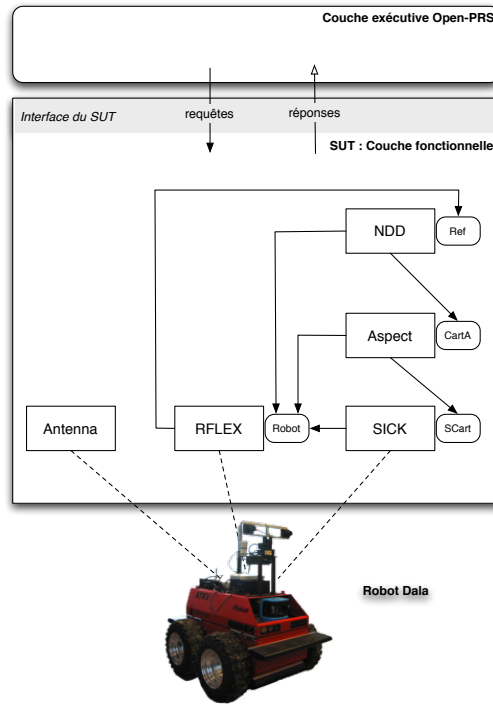 Couche exécutive Open-PRS
Interface du SUT
requêtes
réponses
SUT : Couche fonctionnelle
NDD
Ref
Aspect
CartA
Antenna
RFLEX
Robot
SICK
SCart
Robot Dala
ATRV